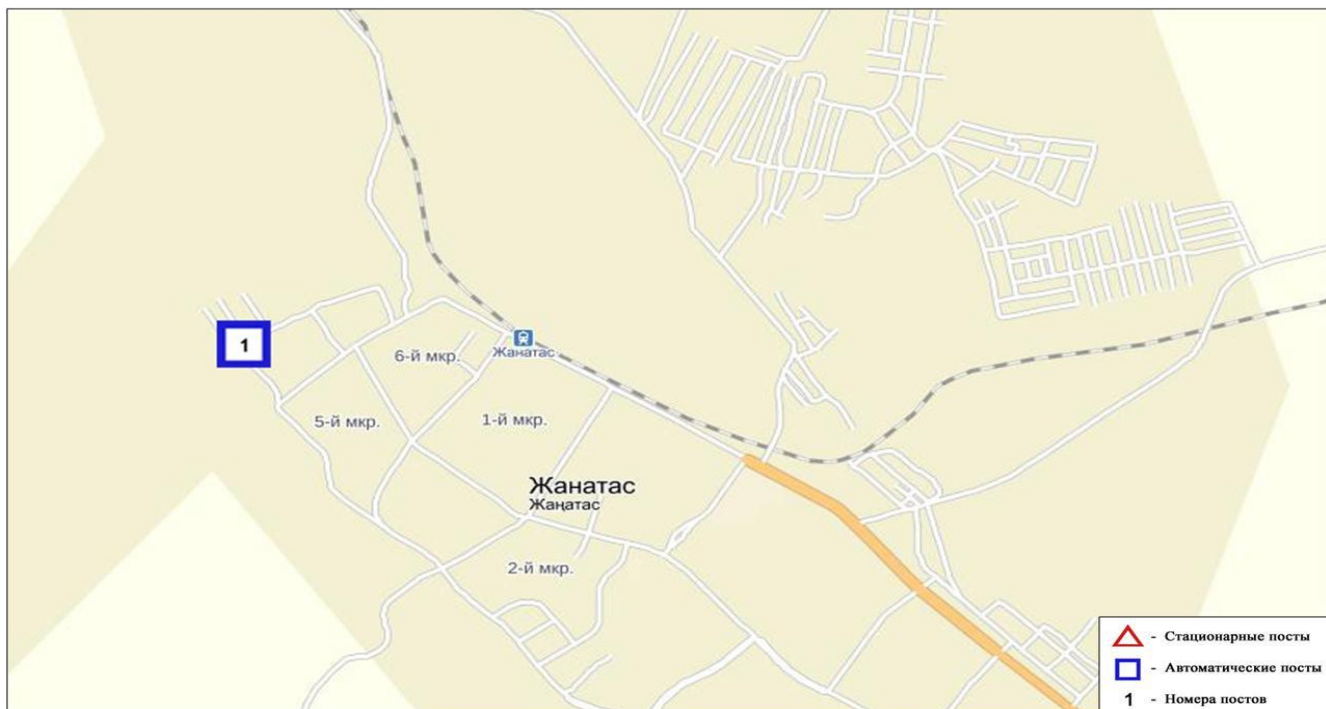 1
Жанатас
6-й мкр.
5-й мкр.
1-й мкр.
Жанатас
Жаңатас
2-й мкр.
- Стационарные посты
- Автоматические посты
1 - Номера постов